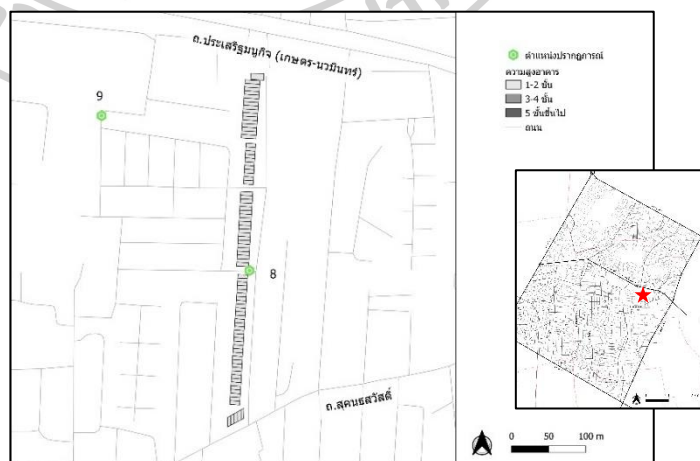 ถ.ประเสริฐมนูกิจ (เกษตร-นวมินทร์)
9
8
ถ.สุคนธสวัสดิ์
ตำแหน่งปรากฏการณ์
ความสูงอาคาร
1-2 ชั้น
3-4 ชั้น
5 ชั้นขึ้นไป
ถนน
0 50 100 m